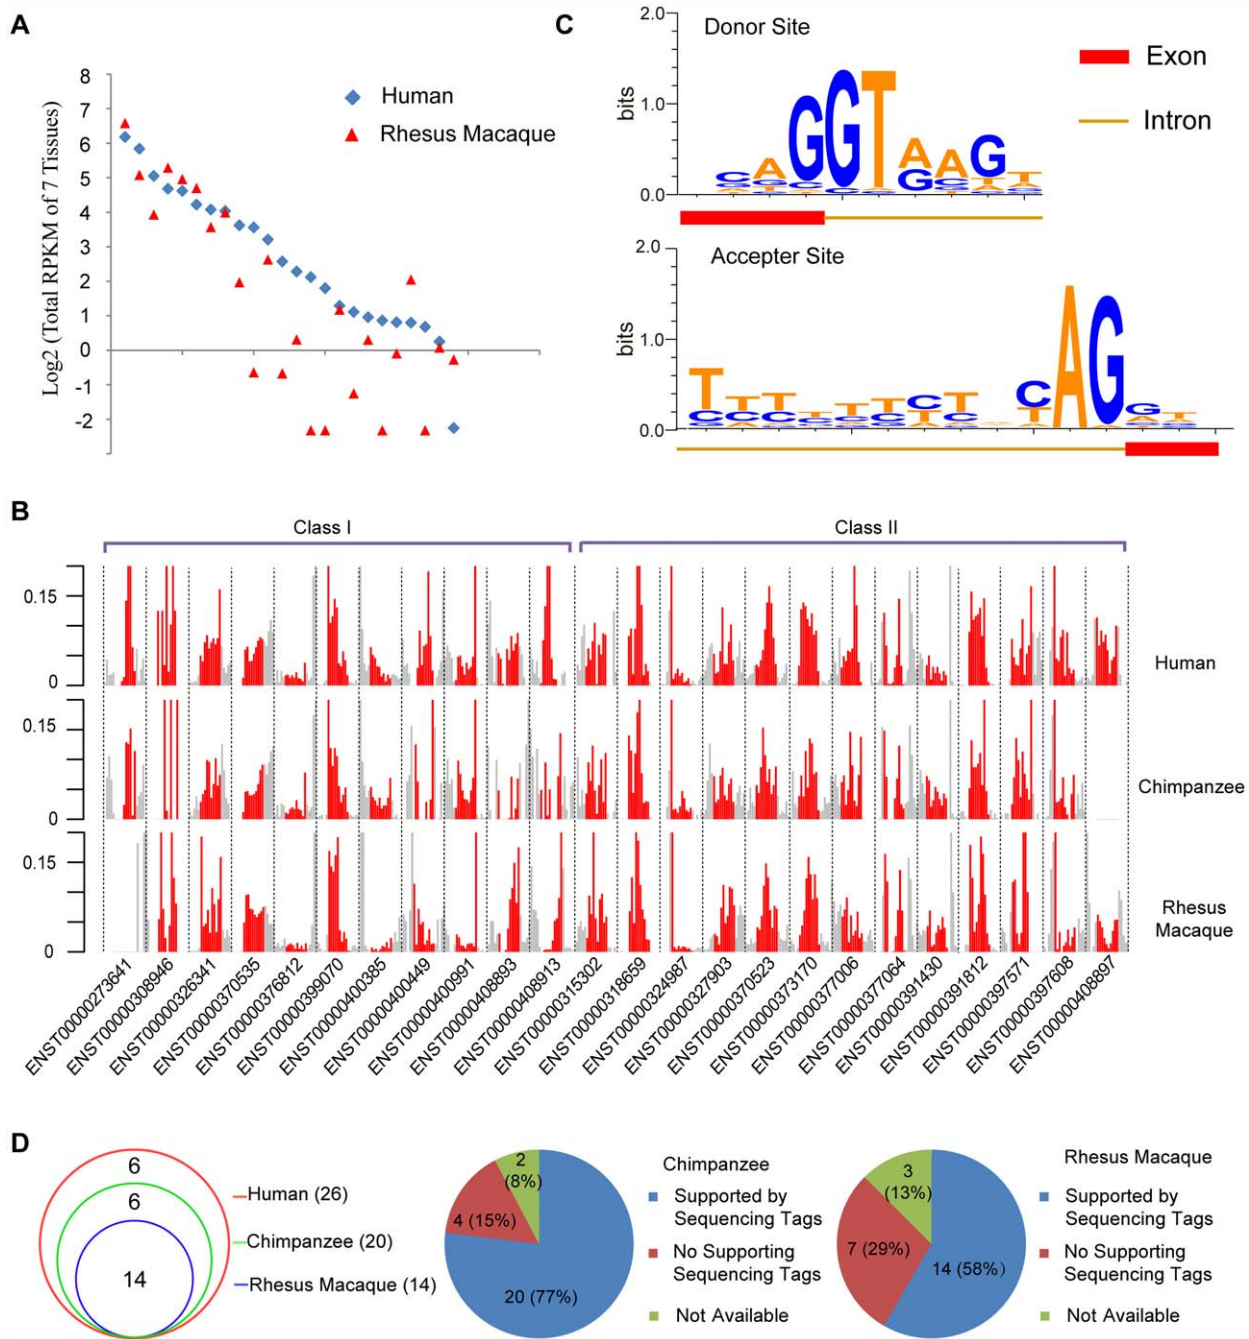 A
8
7
6
5
4
3
2
1
0
-1
-2
Log2 (Total RPKM of 7 Tissues)
Human
Rhesus Macaque
C
2.0
1.0
0.0
bits
Donor Site
GGT
Exon
Intron
2.0
1.0
0.0
bits
Accepter Site
AG
B
Class I
Class II
0.15
0
Human
0.15
0
Chimpanzee
0.15
0
Rhesus
Macaque
ENST00000273641
ENST00000308946
ENST00000326341
ENST00000370535
ENST00000376812
ENST00000399070
ENST00000400385
ENST00000400449
ENST00000400991
ENST00000408893
ENST00000408913
ENST00000315302
ENST00000318659
ENST00000324987
ENST00000327903
ENST00000370523
ENST00000373170
ENST00000377006
ENST00000377064
ENST00000391430
ENST00000391812
ENST00000397571
ENST00000397608
ENST00000408897
D
6
6
14
Human (26)
Chimpanzee (20)
Rhesus Macaque (14)
2
(8%)
4 (15%)
20 (77%)
Chimpanzee
Supported by
Sequencing Tags
No Supporting
Sequencing Tags
Not Available
3
(13%)
7 (29%)
14 (58%)
Rhesus Macaque
Supported by
Sequencing Tags
No Supporting
Sequencing Tags
Not Available